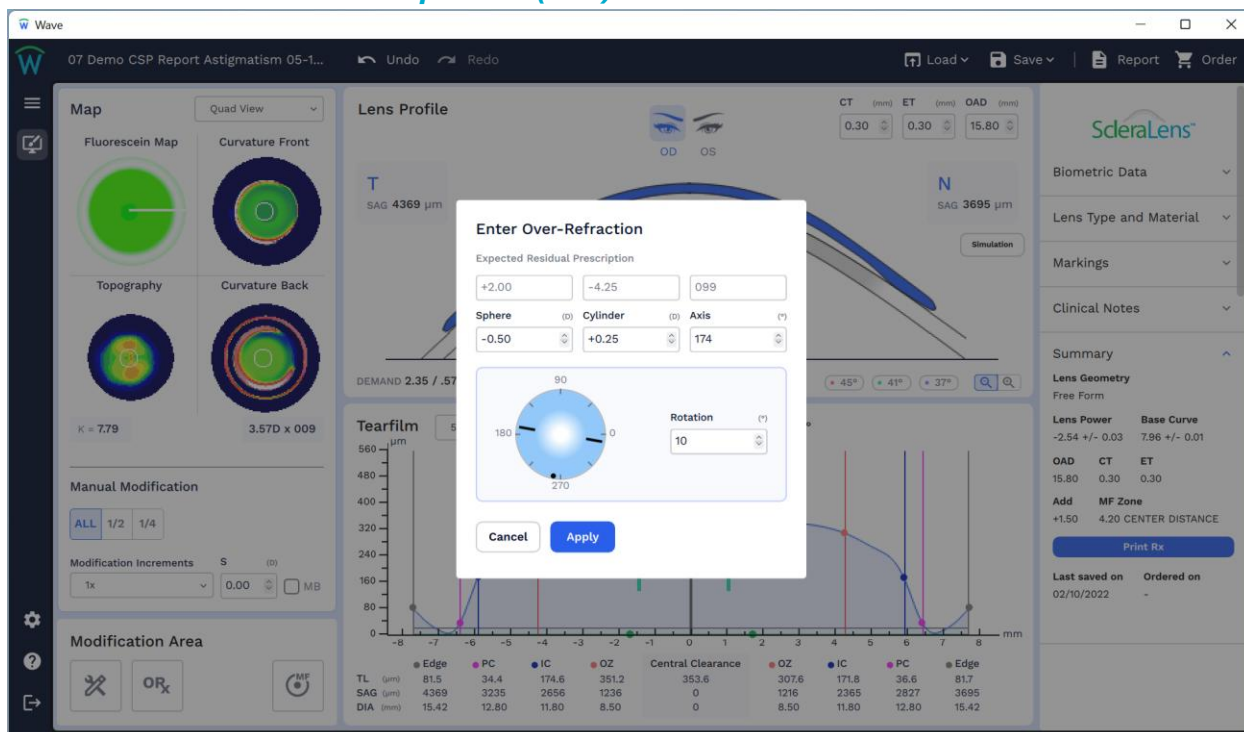 Wave
07 Demo CSP Report Astigmatism 05-1...
Undo
Redo
Load
Save
Report
Order
Map
Quad View
Fluorescein Map
Curvature Front
Topography
Curvature Back
K = 7.79
3.57D x 009
Manual Modification
ALL 1/2 1/4
Modification Increments
S (D)
1x
0.00
MB
Modification Area
ORx
MF
Lens Profile
OD OS
CT (mm) ET (mm) OAD (mm)
0.30 0.30 15.80
T
SAG 4369 µm
N
SAG 3695 µm
Simulation
DEMAND 2.35 / .57
45° 41° 37°
Enter Over-Refraction
Expected Residual Prescription
+2.00 -4.25 099
Sphere (D) Cylinder (D) Axis (°)
-0.50 +0.25 174
90
180
0
270
Rotation (°)
10
Cancel
Apply
Tearfilm
5
µm
560
480
400
320
240
160
80
0
-8 -7 -6 -5 -4 -3 -2 -1 0 1 2 3 4 5 6 7 8 mm
Edge PC IC OZ Central Clearance OZ IC PC Edge
TL (µm) 81.5 34.4 174.6 351.2 353.6 307.6 171.8 36.6 81.7
SAG (µm) 4369 3235 2656 1236 0 1216 2365 2827 3695
DIA (mm) 15.42 12.80 11.80 8.50 0 8.50 11.80 12.80 15.42
ScleraLens™
Biometric Data
Lens Type and Material
Markings
Clinical Notes
Summary
Lens Geometry
Free Form
Lens Power Base Curve
-2.54 +/- 0.03 7.96 +/- 0.01
OAD CT ET
15.80 0.30 0.30
Add MF Zone
+1.50 4.20 CENTER DISTANCE
Print Rx
Last saved on Ordered on
02/10/2022 -